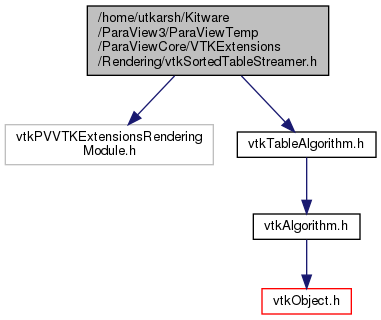 /home/utkarsh/Kitware
/ParaView3/ParaViewTemp
/ParaViewCore/VTKExtensions
/Rendering/vtkSortedTableStreamer.h
vtkPVVTKExtensionsRendering
Module.h
vtkTableAlgorithm.h
vtkAlgorithm.h
vtkObject.h